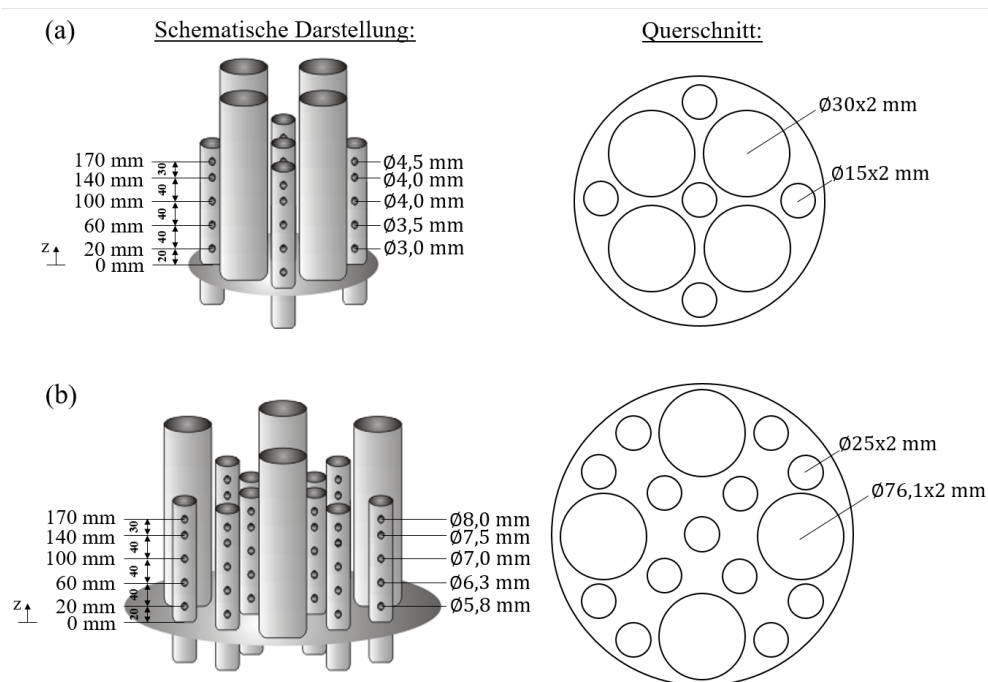 (a)
Schematische Darstellung:
Querschnitt:
170 mm
140 mm
100 mm
60 mm
20 mm
0 mm
z
30
40
40
40
20
Ø4,5 mm
Ø4,0 mm
Ø4,0 mm
Ø3,5 mm
Ø3,0 mm
Ø30x2 mm
Ø15x2 mm
(b)
170 mm
140 mm
100 mm
60 mm
20 mm
0 mm
z
30
40
40
40
20
Ø8,0 mm
Ø7,5 mm
Ø7,0 mm
Ø6,3 mm
Ø5,8 mm
Ø25x2 mm
Ø76,1x2 mm